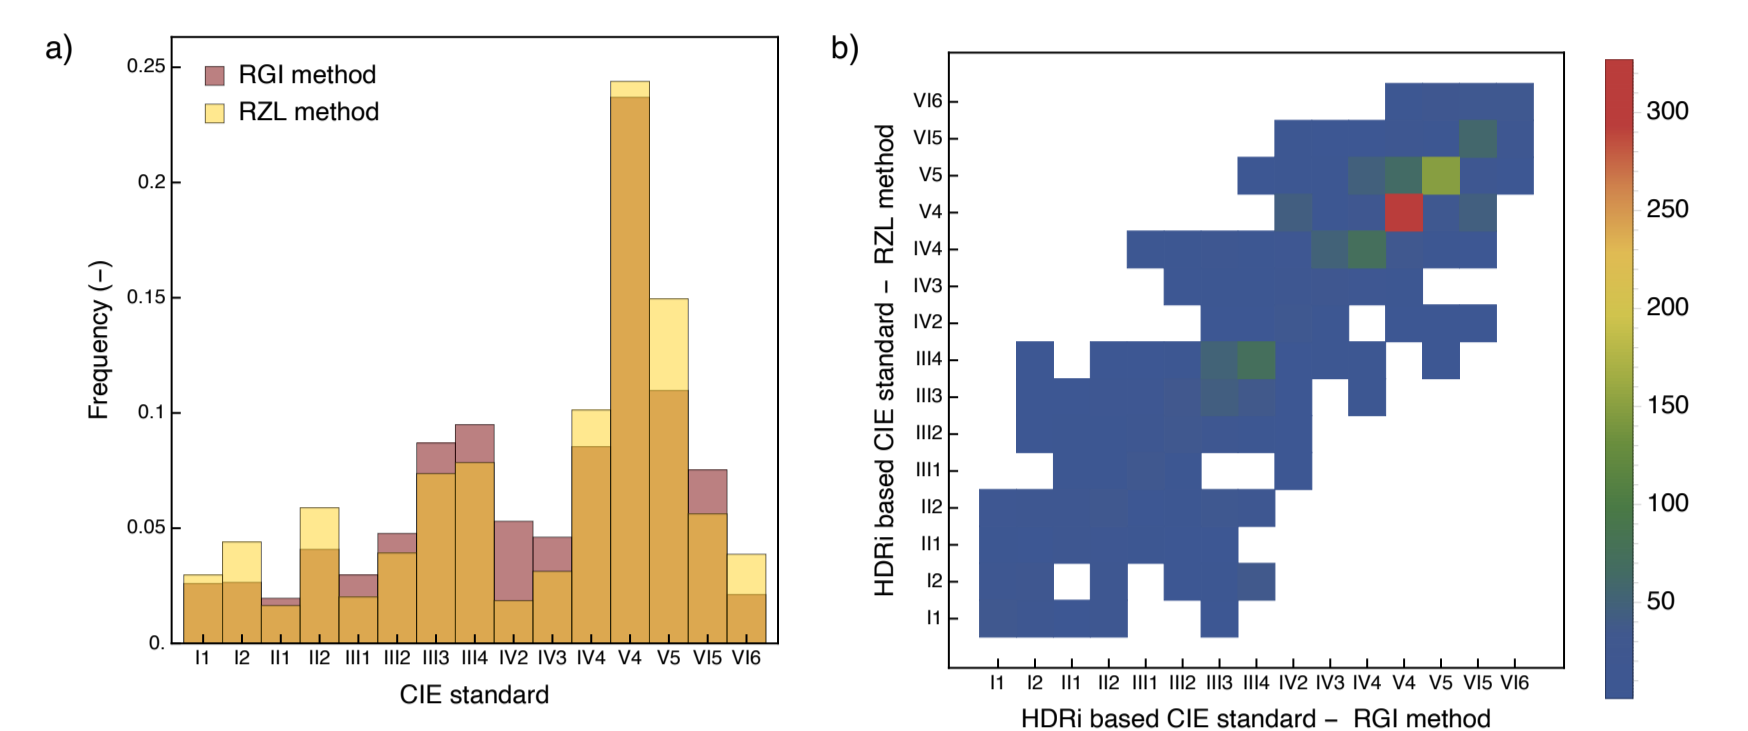 a)
RGI method
RZL method
0.25
0.2
0.15
0.1
0.05
0.
Frequency (−)
I1 I2 II1 II2 III1 III2 III3 III4 IV2 IV3 IV4 V4 V5 VI5 VI6
CIE standard
b)
HDRi based CIE standard − RZL method
VI6
VI5
V5
V4
IV4
IV3
IV2
III4
III3
III2
III1
II2
II1
I2
I1
I1 I2 II1 II2 III1 III2 III3 III4 IV2 IV3 IV4 V4 V5 VI5 VI6
HDRi based CIE standard − RGI method
300
250
200
150
100
50